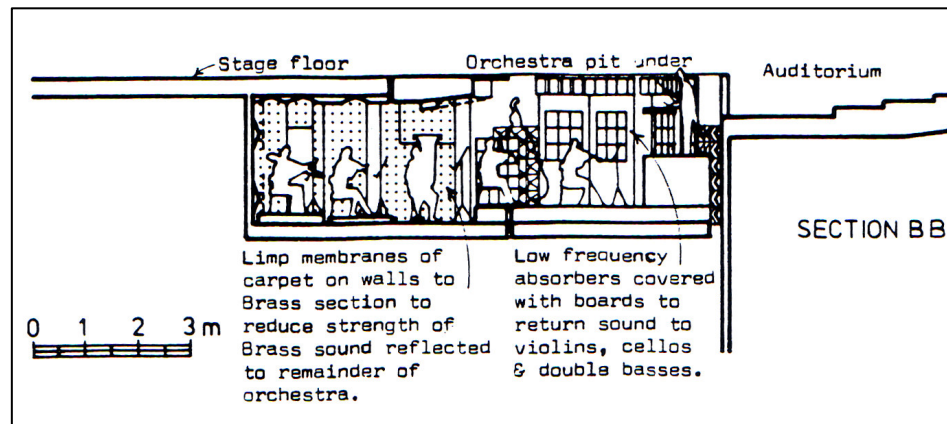 Stage floor
Orchestra pit under
Auditorium
SECTION BB
Limp membranes of
carpet on walls to
Brass section to
reduce strength of
Brass sound reflected
to remainder of
orchestra.
Low frequency
absorbers covered
with boards to
return sound to
violins, cellos
& double basses.
0 1 2 3 m